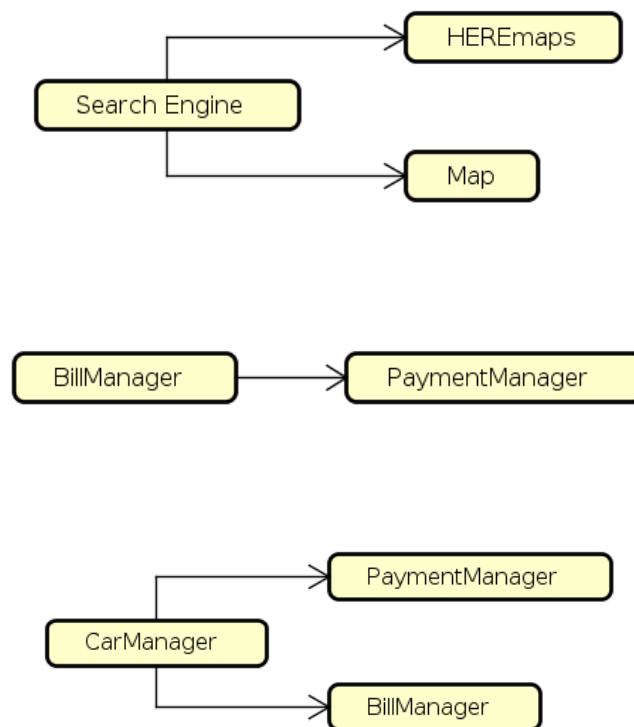 HEREmaps
Search Engine
Map
BillManager
PaymentManager
PaymentManager
CarManager
BillManager